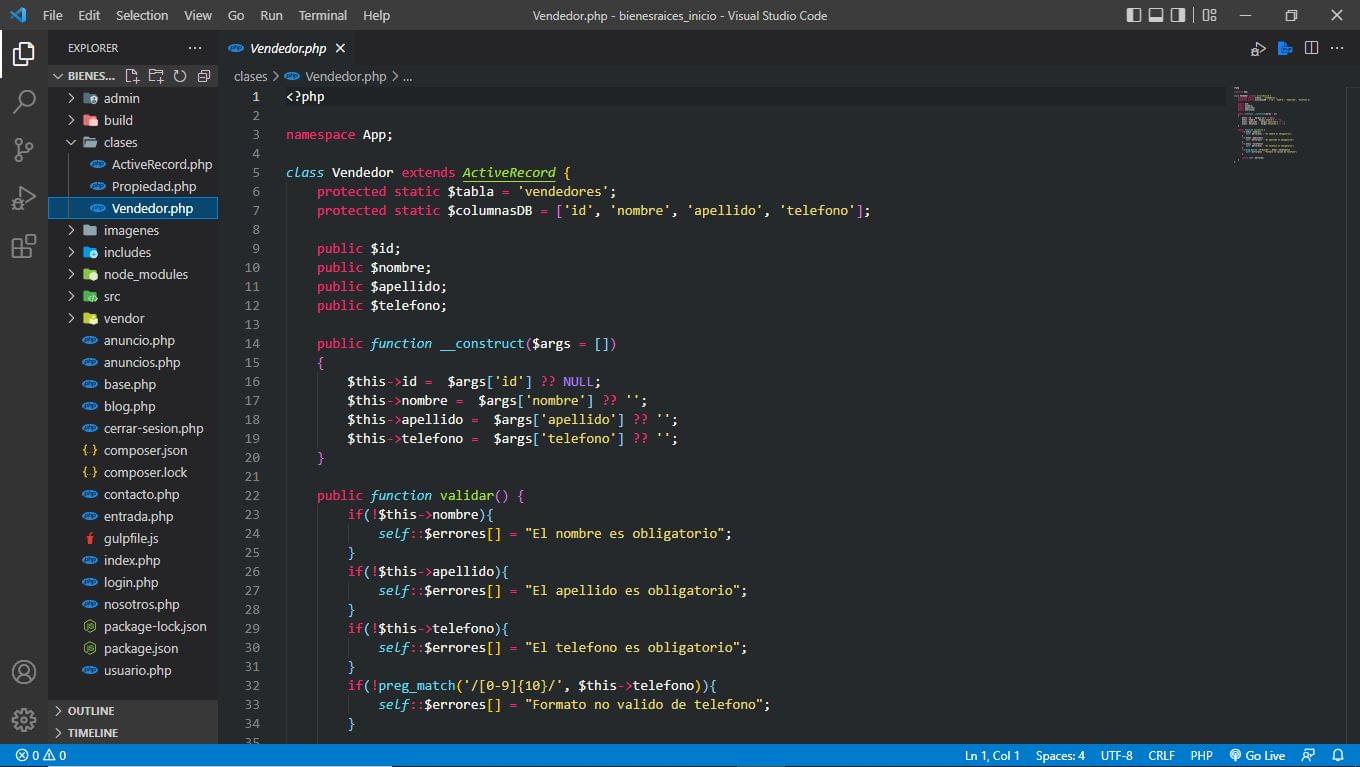 File Edit Selection View Go Run Terminal Help Vendedor.php - bienesraices_inicio - Visual Studio Code
EXPLORER
BIENES...
admin
build
clases
ActiveRecord.php
Propiedad.php
Vendedor.php
imagenes
includes
node_modules
src
vendor
anuncio.php
anuncios.php
base.php
blog.php
cerrar-sesion.php
composer.json
composer.lock
contacto.php
entrada.php
gulpfile.js
index.php
login.php
nosotros.php
package-lock.json
package.json
usuario.php
OUTLINE
TIMELINE
Vendedor.php
clases > Vendedor.php > ...
1 <?php
2
3 namespace App;
4
5 class Vendedor extends ActiveRecord {
6 protected static $tabla = 'vendedores';
7 protected static $columnasDB = ['id', 'nombre', 'apellido', 'telefono'];
8
9 public $id;
10 public $nombre;
11 public $apellido;
12 public $telefono;
13
14 public function __construct($args = [])
15 {
16 $this->id =  $args['id'] ?? NULL;
17 $this->nombre =  $args['nombre'] ?? '';
18 $this->apellido =  $args['apellido'] ?? '';
19 $this->telefono =  $args['telefono'] ?? '';
20 }
21
22 public function validar() {
23 if(!$this->nombre){
24 self::$errores[] = "El nombre es obligatorio";
25 }
26 if(!$this->apellido){
27 self::$errores[] = "El apellido es obligatorio";
28 }
29 if(!$this->telefono){
30 self::$errores[] = "El telefono es obligatorio";
31 }
32 if(!preg_match('/[0-9]{10}/', $this->telefono)){
33 self::$errores[] = "Formato no valido de telefono";
34 }
35
0 0 Ln 1, Col 1 Spaces: 4 UTF-8 CRLF PHP Go Live